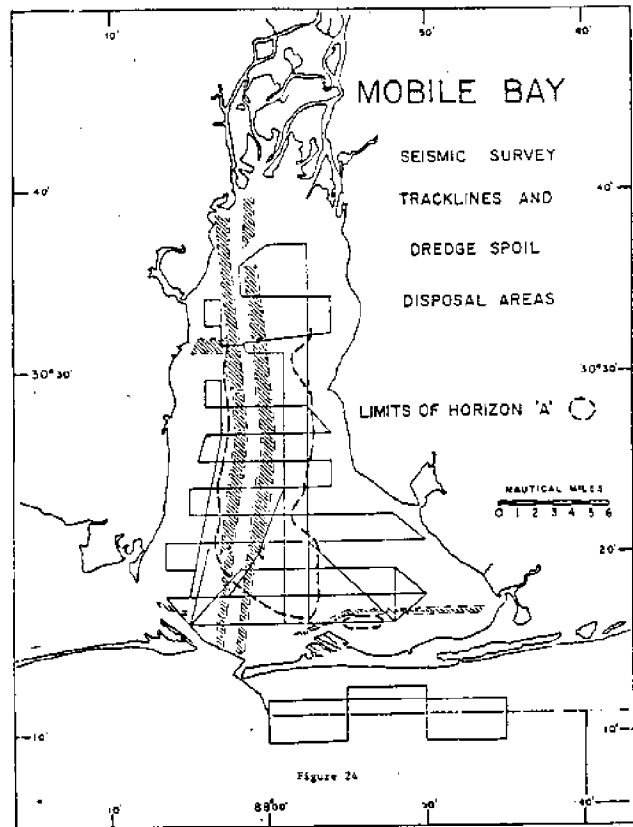 10'
50'
40'
MOBILE BAY
SEISMIC SURVEY
TRACKLINES AND
DREDGE SPOIL
DISPOSAL AREAS
40'
40'
30°30'
30°30'
LIMITS OF HORIZON 'A'
NAUTICAL MILES
0 1 2 3 4 5 6
20'
20'
10'
10'
Figure 24
10'
88°00'
50'
40'